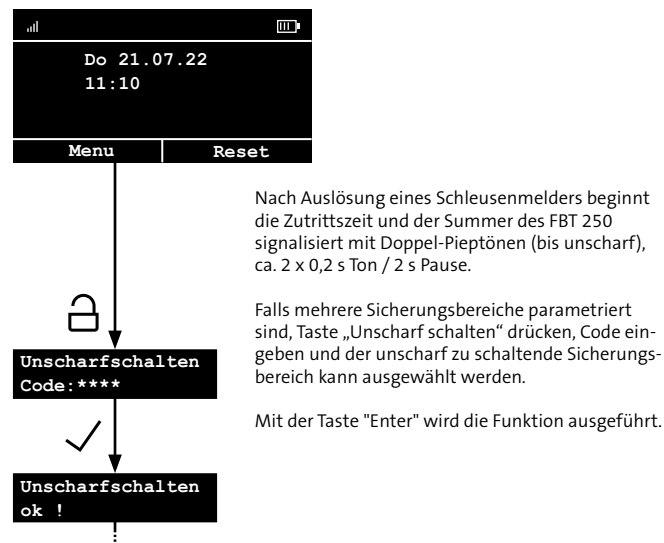 Do 21.07.22
11:10
Menu Reset
Nach Auslösung eines Schleusenmelders beginnt
die Zutrittszeit und der Summer des FBT 250
signalisiert mit Doppel-Pieptönen (bis unscharf),
ca. 2 x 0,2 s Ton / 2 s Pause.
Falls mehrere Sicherungsbereiche parametriert
sind, Taste „Unscharf schalten“ drücken, Code ein-
geben und der unscharf zu schaltende Sicherungs-
bereich kann ausgewählt werden.
Mit der Taste "Enter" wird die Funktion ausgeführt.
Unscharfschalten
Code:****
Unscharfschalten
ok !